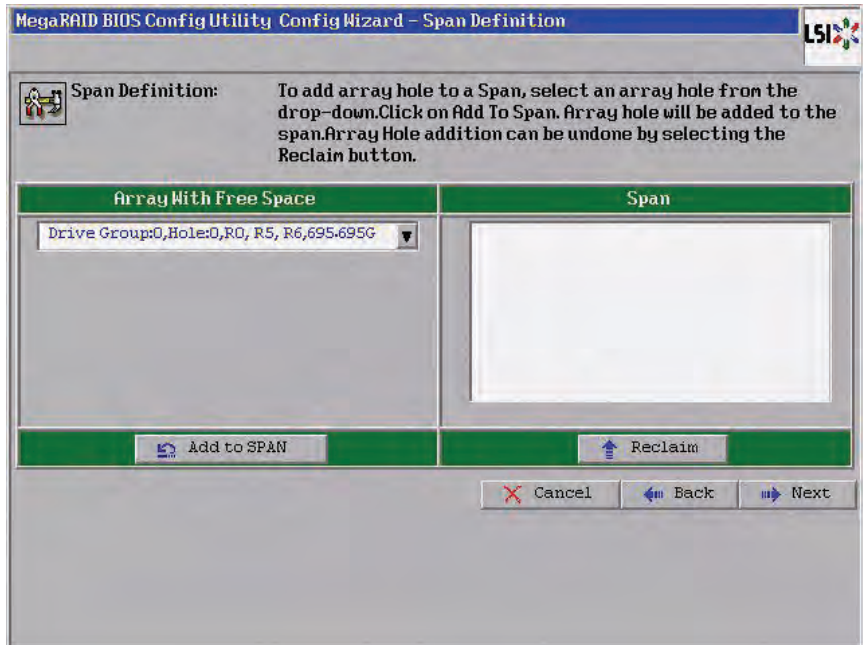 MegaRAID BIOS Config Utility Config Wizard – Span Definition
LSI
Span Definition:
To add array hole to a Span, select an array hole from the
drop-down.Click on Add To Span. Array hole will be added to the
span.Array Hole addition can be undone by selecting the
Reclaim button.
Array With Free Space
Span
Drive Group:0,Hole:0,R0, R5, R6,695.695G
Add to SPAN
Reclaim
Cancel
Back
Next